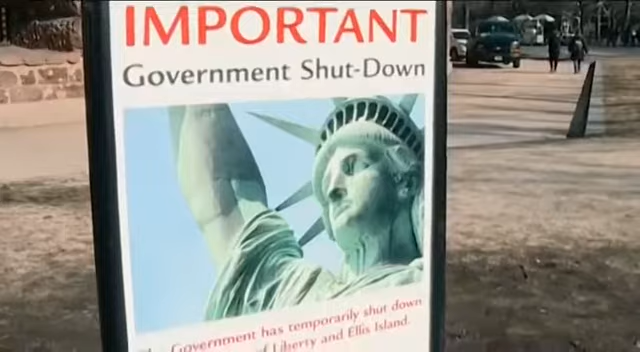 IMPORTANT
Government Shut-Down
The Government has temporarily shut down
of Liberty and Ellis Island.